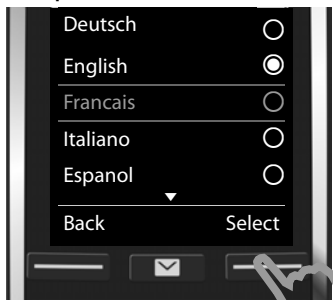 Deutsch
English
Francais
Italiano
Espanol
Back Select